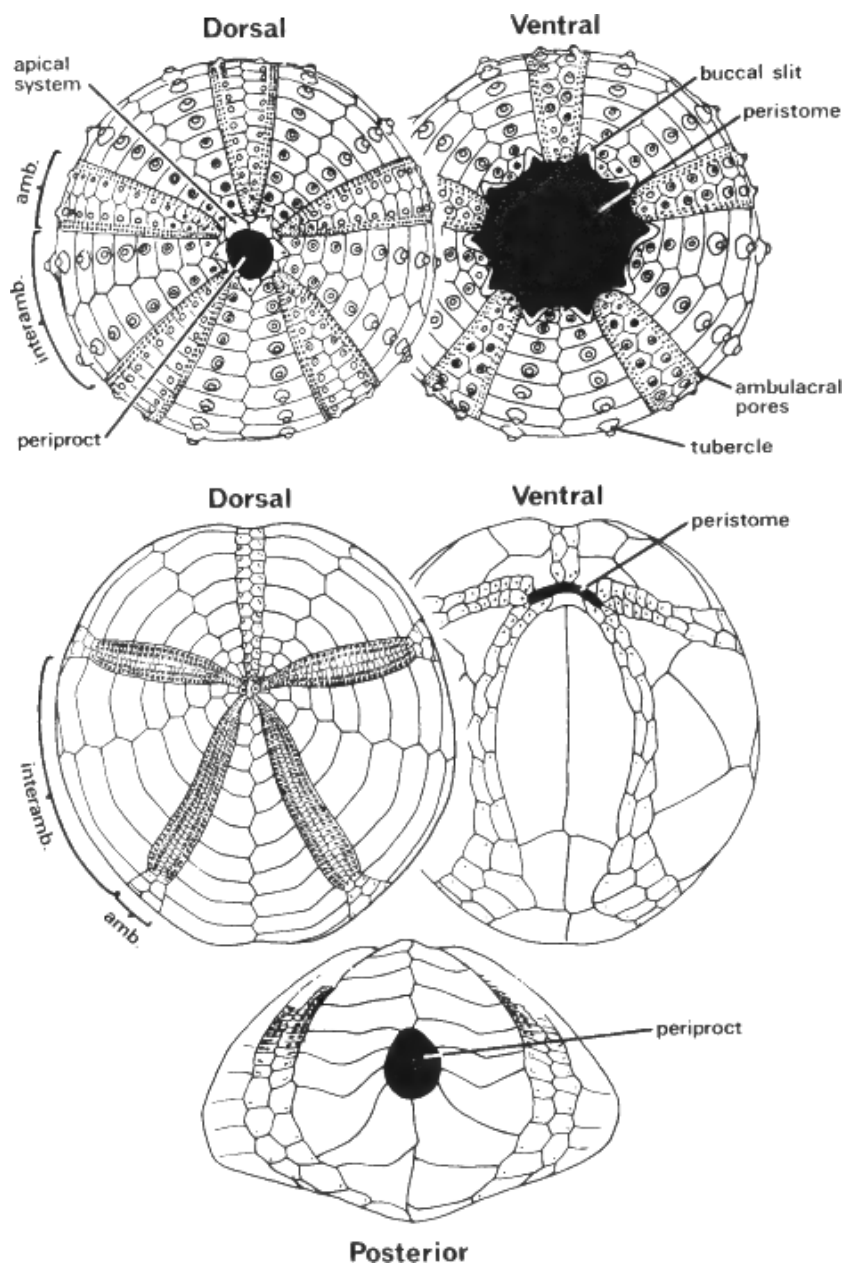 Dorsal
Ventral
apical
system
buccal slit
peristome
amb.
interamb.
periproct
ambulacral
pores
tubercle
Dorsal
Ventral
peristome
interamb.
amb.
periproct
Posterior